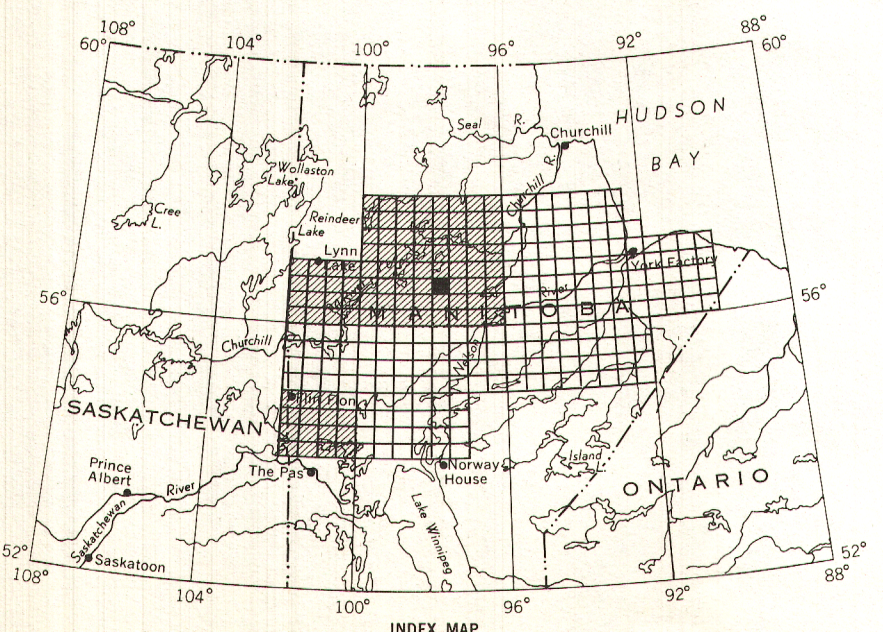 108°
104°
100°
96°
92°
88°
60°
60°
HUDSON
BAY
Seal R.
Churchill
Churchill R.
Wollaston
Lake
Cree
L.
Reindeer
Lake
Lynn
Lake
York Factory
River
56°
56°
MANITOBA
Churchill
Nelson
Flin Flon
SASKATCHEWAN
Prince
Albert
River
The Pas
Norway
House
Island
L.
ONTARIO
Lake Winnipeg
Saskatchewan
Saskatoon
52°
52°
108°
104°
100°
96°
92°
88°
INDEX MAP